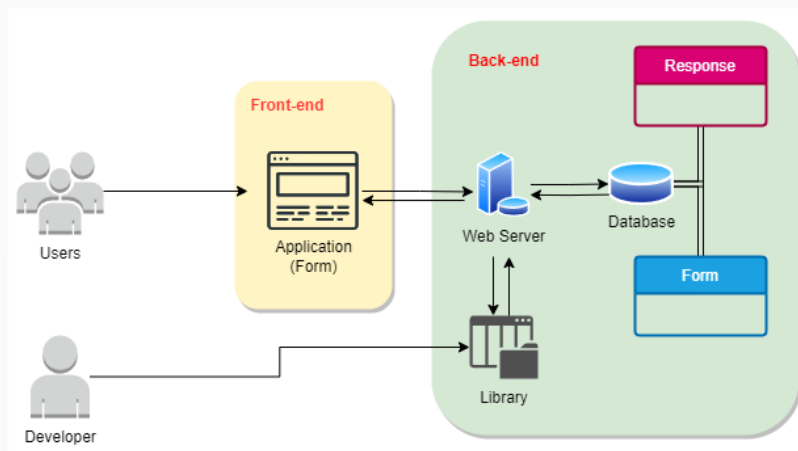 Back-end
Response
Front-end
Users
Application
(Form)
Web Server
Database
Form
Library
Developer